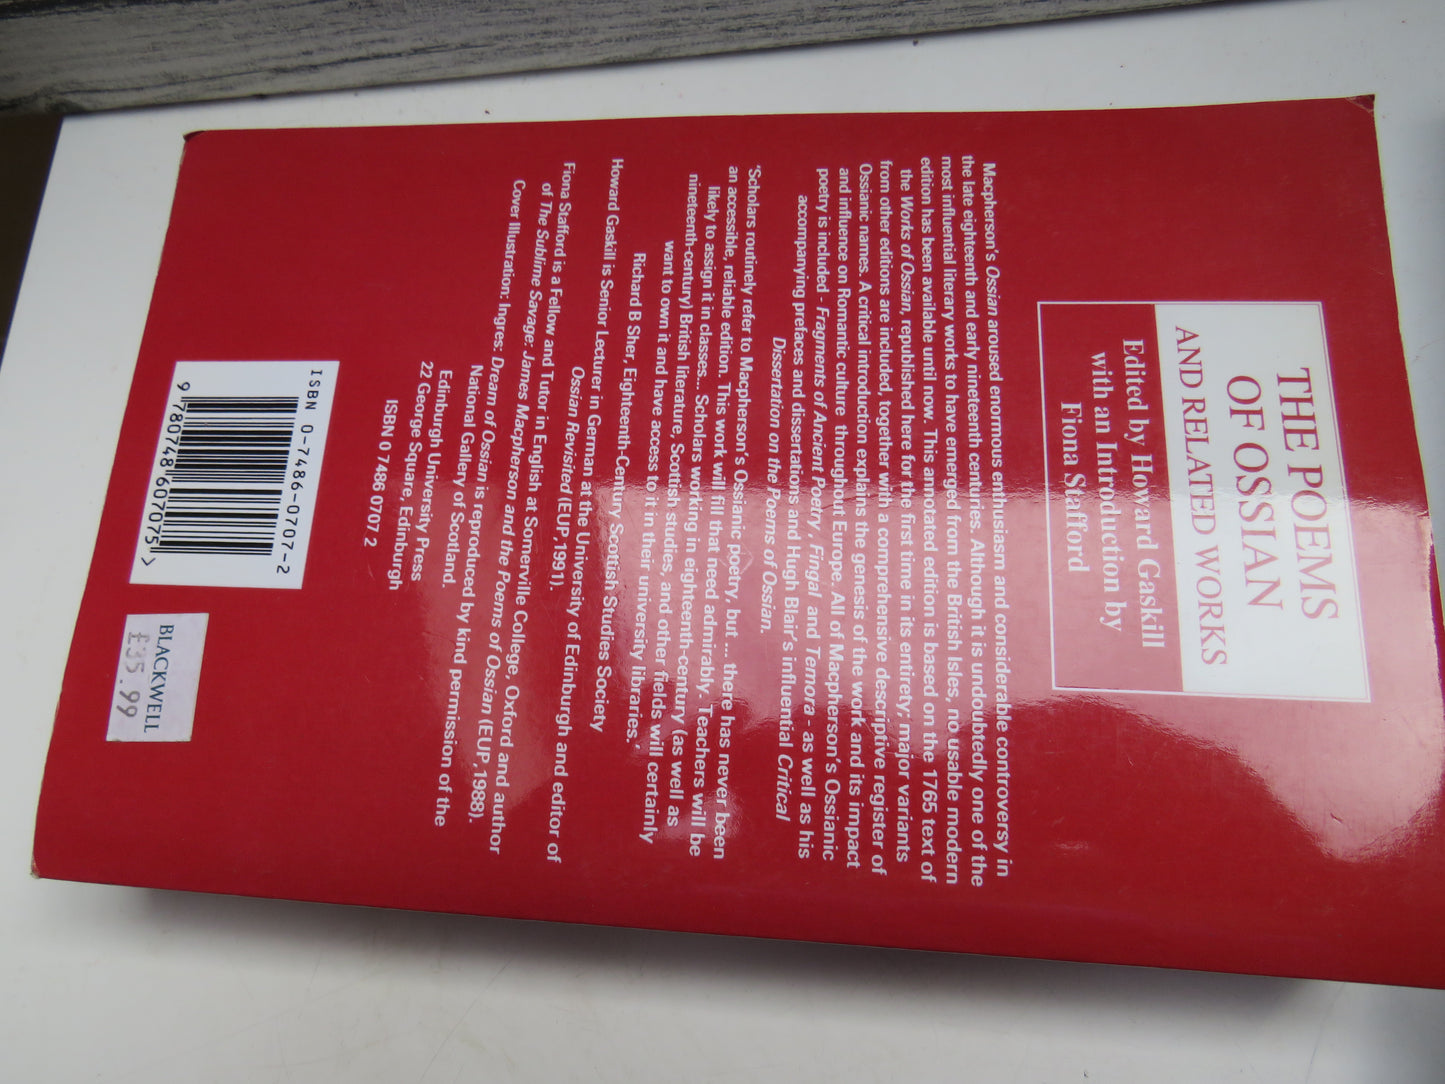 THE POEMS
OF OSSIAN
AND RELATED WORKS
Edited by Howard Gaskill
with an Introduction by
Fiona Stafford
Macpherson's Ossian aroused enormous enthusiasm and considerable controversy in
the late eighteenth and early nineteenth centuries. Although it is undoubtedly one of the
most influential literary works to have emerged from the British Isles, no usable modern
edition has been available until now. This annotated edition is based on the 1765 text of
the Works of Ossian, republished here for the first time in its entirety; major variants
from other editions are included, together with a comprehensive descriptive register of
Ossianic names. A critical introduction explains the genesis of the work and its impact
and influence on Romantic culture throughout Europe. All of Macpherson's Ossianic
poetry is included - Fragments of Ancient Poetry, Fingal and Temora - as well as his
accompanying prefaces and dissertations and Hugh Blair's influential Critical
Dissertation on the Poems of Ossian.
'Scholars routinely refer to Macpherson's Ossianic poetry, but ... there has never been
an accessible, reliable edition. This work will fill that need admirably. Teachers will be
likely to assign it in classes... Scholars working in eighteenth-century (as well as
nineteenth-century) British literature, Scottish studies, and other fields will certainly
want to own it and have access to it in their university libraries.'
Richard B Sher, Eighteenth-Century Scottish Studies Society
Howard Gaskill is Senior Lecturer in German at the University of Edinburgh and editor of
Ossian Revisited (EUP,1991).
Fiona Stafford is a Fellow and Tutor in English at Somerville College, Oxford and author
of The Sublime Savage: James Macpherson and the Poems of Ossian (EUP,1988).
Cover Illustration: Ingres: Dream of Ossian is reproduced by kind permission of the
National Gallery of Scotland.
Edinburgh University Press
22 George Square, Edinburgh
ISBN 0 7486 0707 2
ISBN 0-7486-0707-2
9 780748 607075 >
BLACKWELL
£35.99